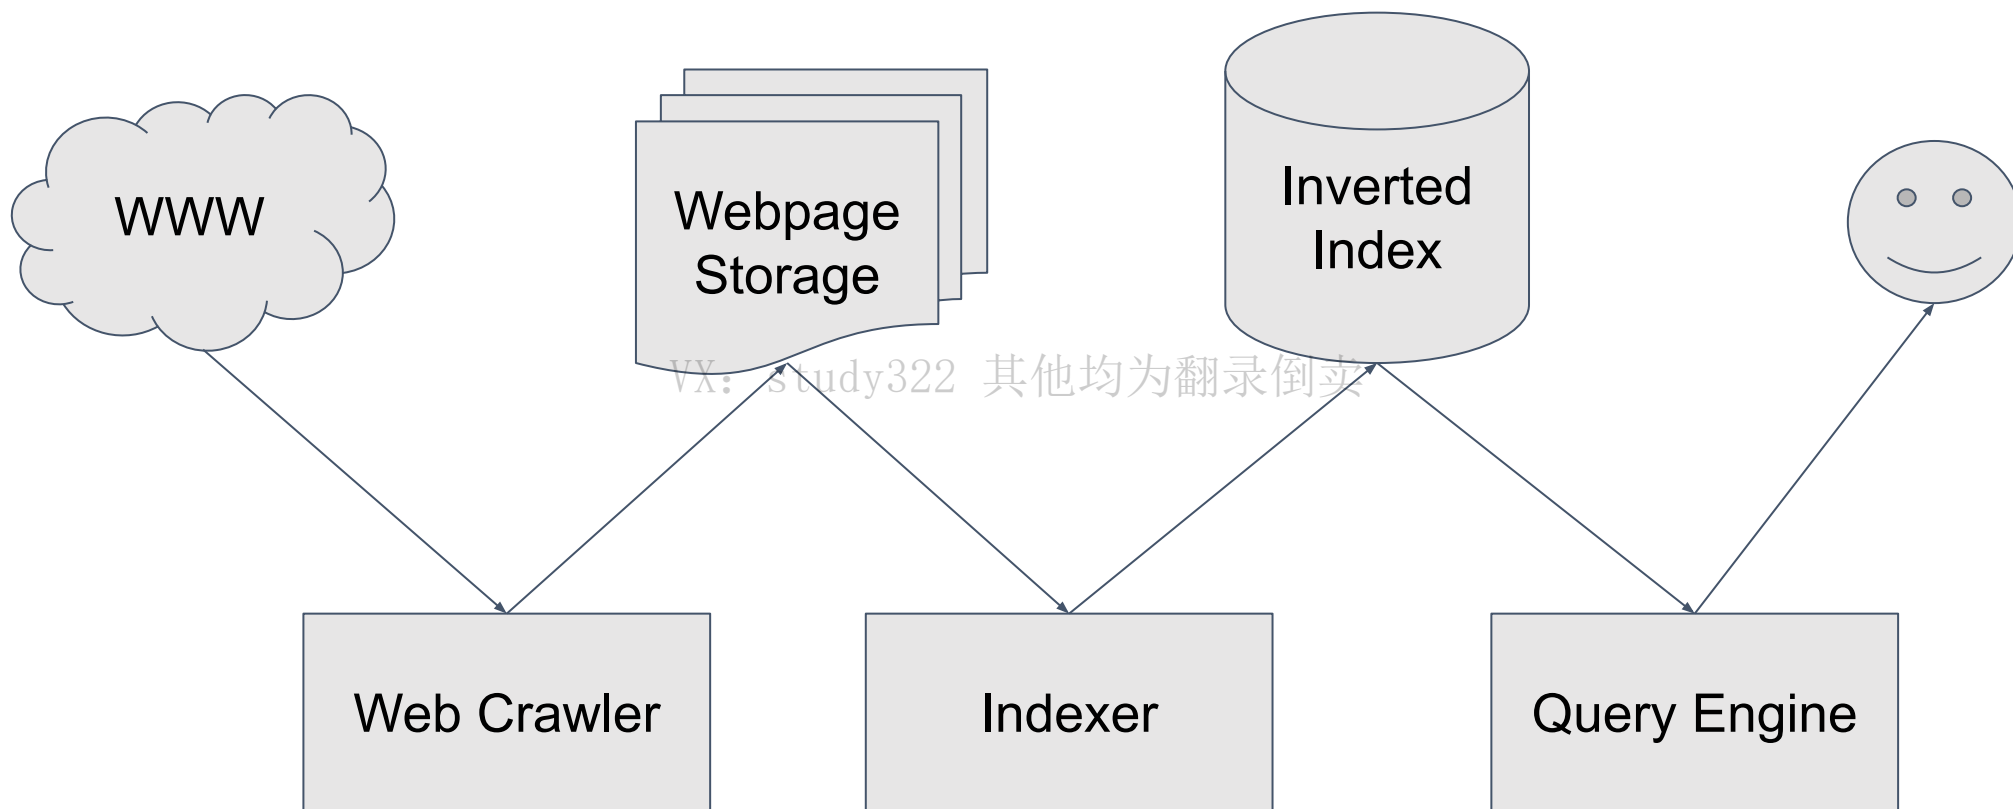 WWW
Webpage
Storage
Inverted
Index
VX: study322 其他均为翻录倒卖
Web Crawler
Indexer
Query Engine